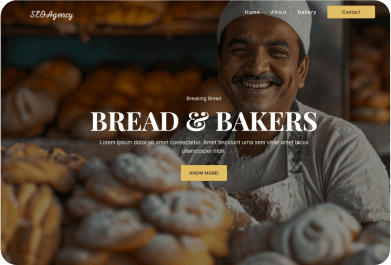 SEOAgency
Home About Bakery Contact
Breaking Bread
BREAD & BAKERS
Lorem ipsum dolor sit amet consectetur. Amet tincidunt urna sem vitae amet lacus
ullamcorper nibh.
KNOW MORE!